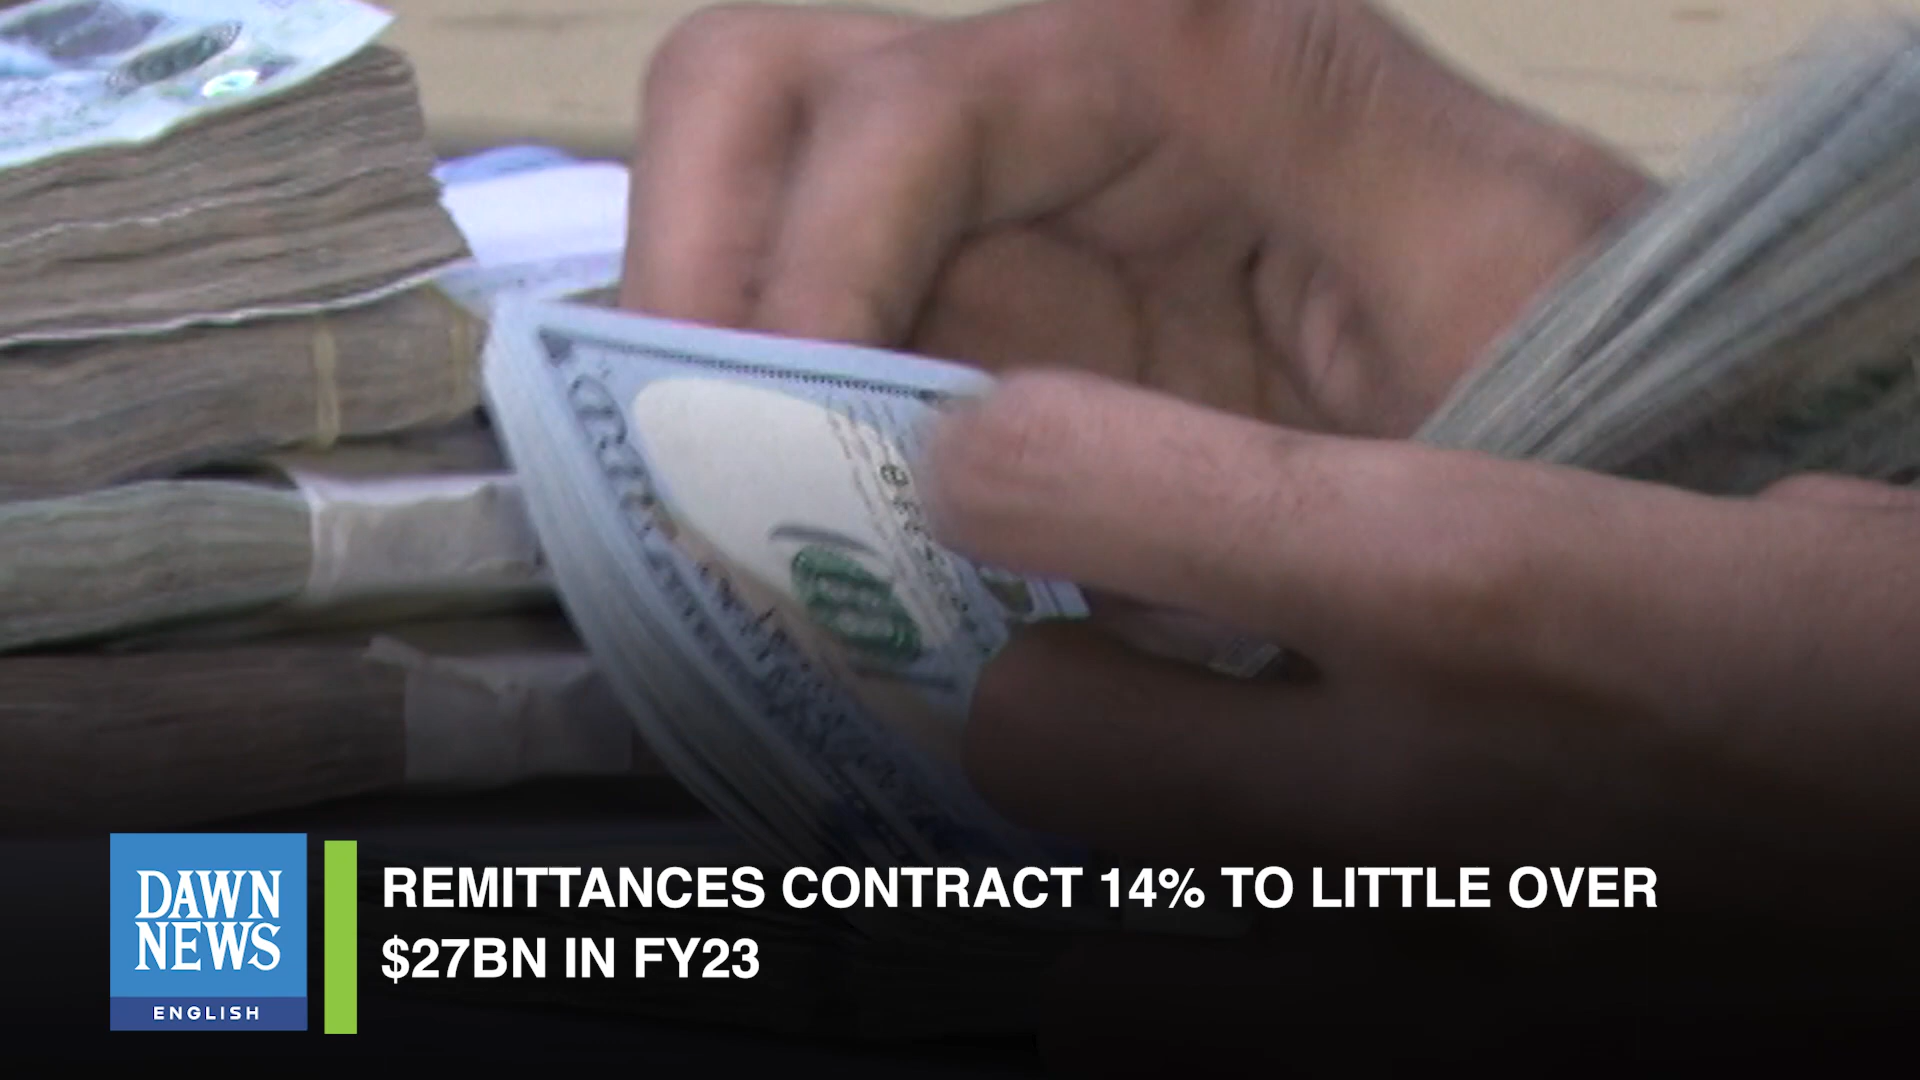 DAWN
NEWS
ENGLISH
REMITTANCES CONTRACT 14% TO LITTLE OVER
$27BN IN FY23